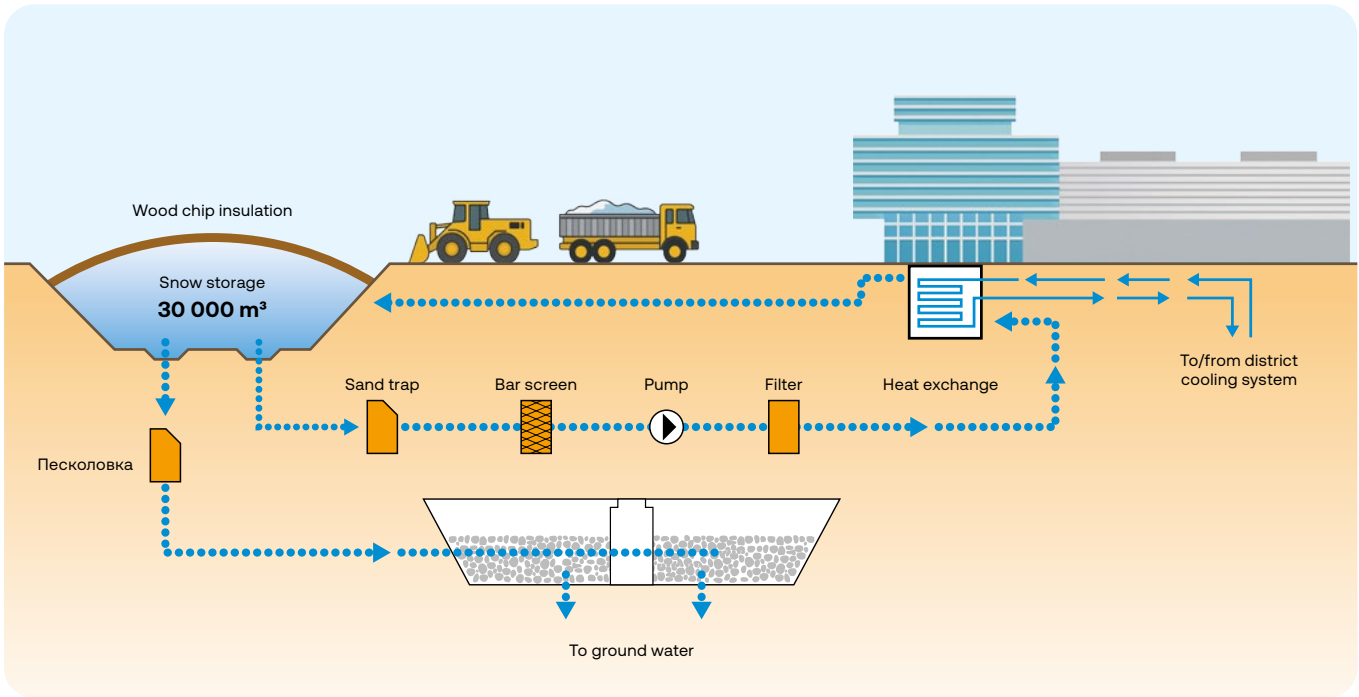 Wood chip insulation
Snow storage
30 000 m³
Sand trap
Bar screen
Pump
Filter
Heat exchange
To/from district
cooling system
Песколовка
To ground water